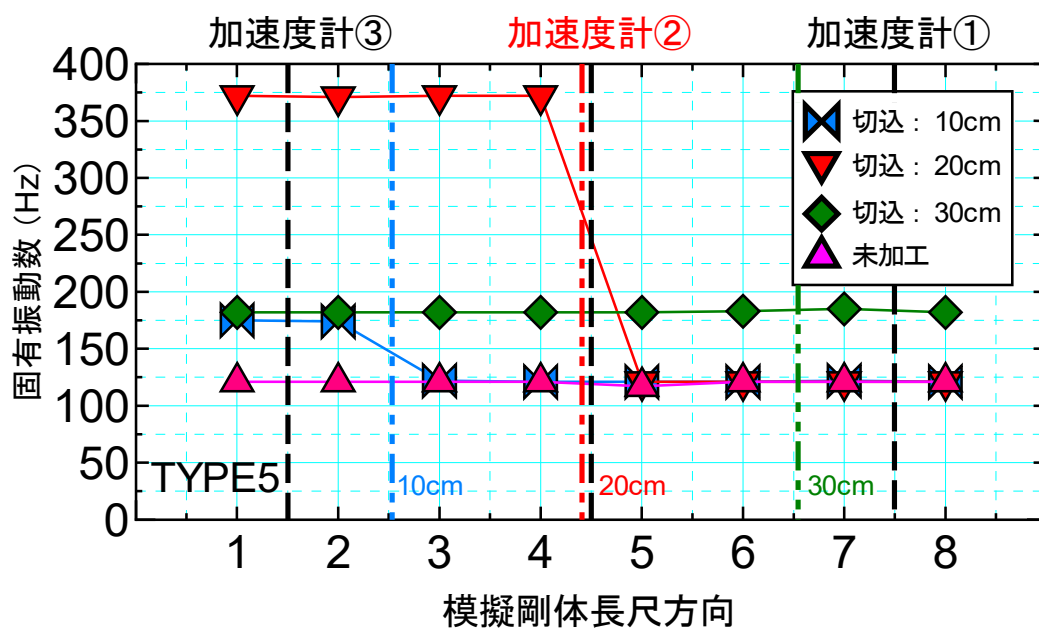 加速度計③ 加速度計② 加速度計①
固有振動数 (Hz)
400
350
300
250
200
150
100
50
0
切込： 10cm
切込： 20cm
切込： 30cm
未加工
TYPE5
10cm 20cm 30cm
1 2 3 4 5 6 7 8
模擬剛体長尺方向